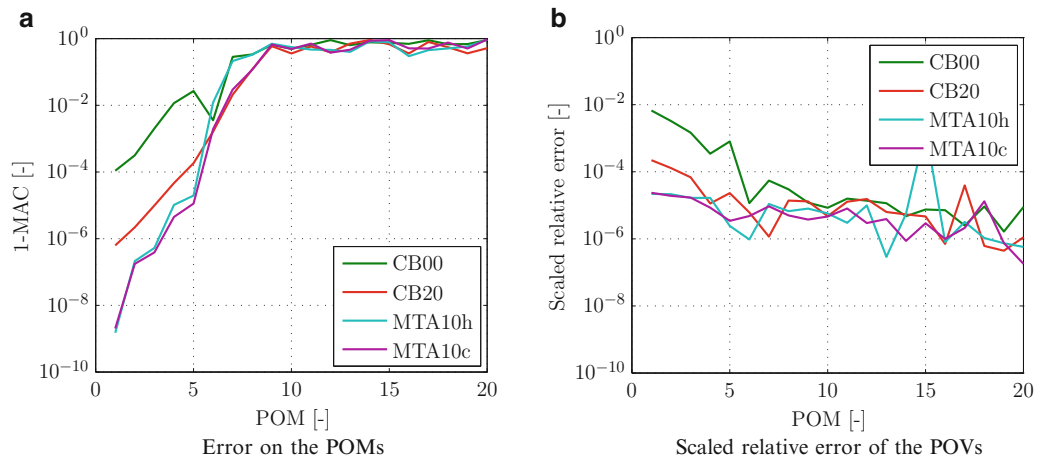 a
10^0
10^-2
10^-4
10^-6
10^-8
10^-10
1-MAC [-]
CB00
CB20
MTA10h
MTA10c
0 5 10 15 20
POM [-]
Error on the POMs
b
10^0
10^-2
10^-4
10^-6
10^-8
10^-10
Scaled relative error [-]
CB00
CB20
MTA10h
MTA10c
0 5 10 15 20
POM [-]
Scaled relative error of the POVs